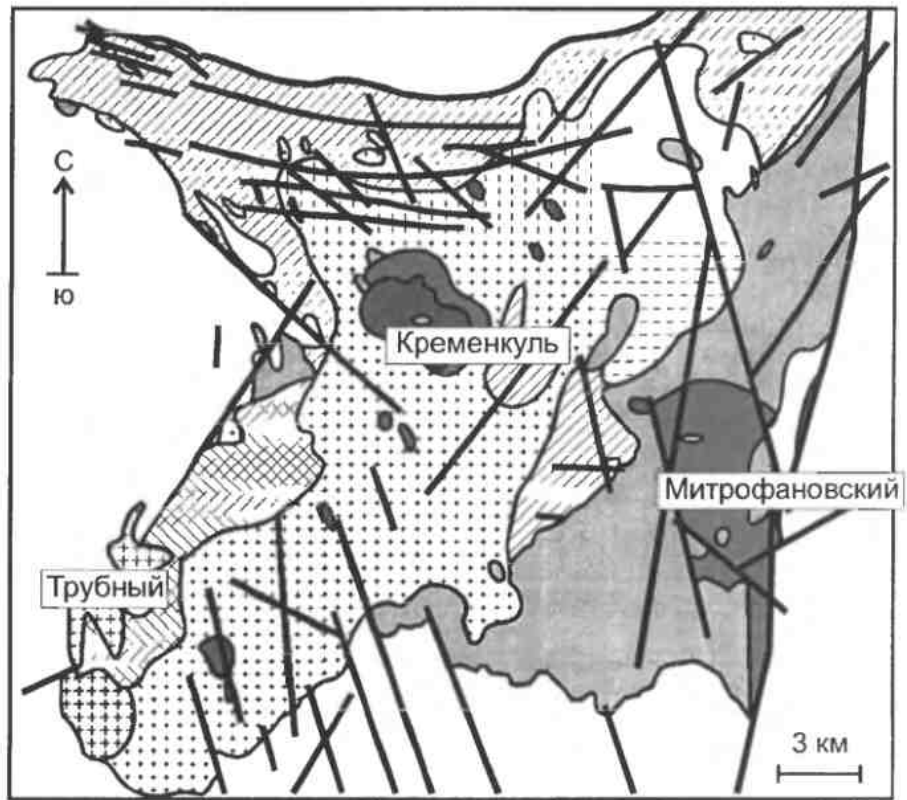 С
Ю
Кременкуль
Митрофановский
Трубный
3 км